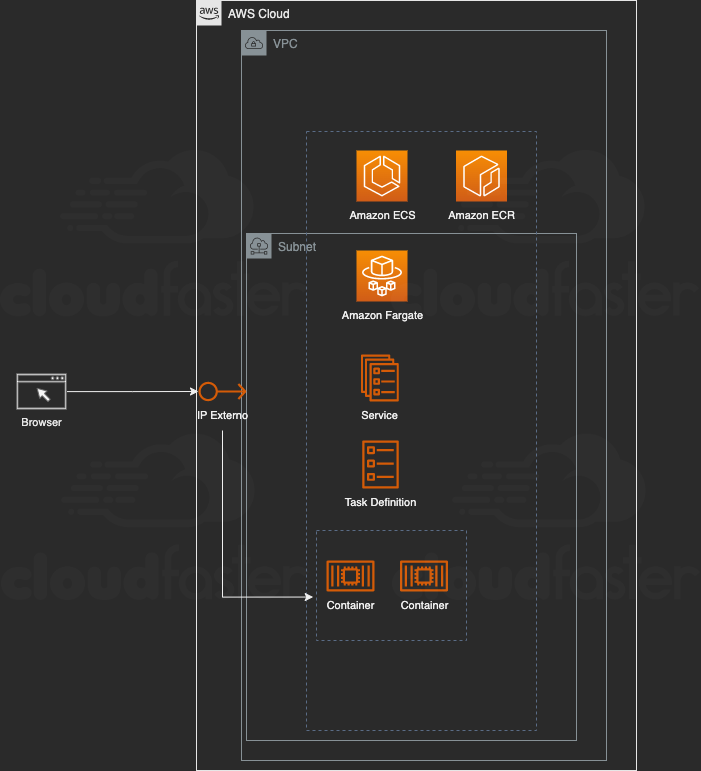 aws
AWS Cloud
VPC
Amazon ECS
Amazon ECR
Subnet
cloudfaster
cloudfaster
Amazon Fargate
IP Externo
Browser
Service
Task Definition
cloudfaster
cloudfaster
Container
Container